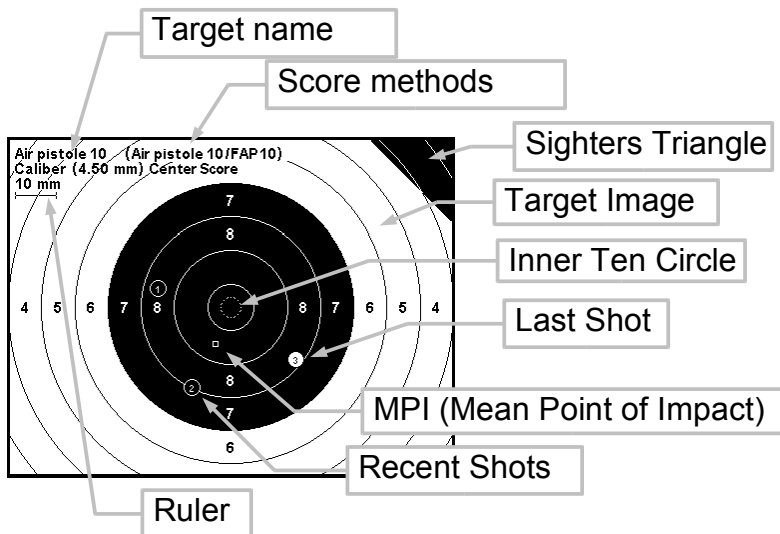 Target name
Score methods
Air pistole 10 (Air pistole 10/FAP10)
Caliber (4.50 mm) Center Score
10 mm
Sighters Triangle
Target Image
Inner Ten Circle
Last Shot
MPI (Mean Point of Impact)
Recent Shots
Ruler
7
8
1
4 5 6 7 8 8 7 6 5 4
3
2
8
7
6